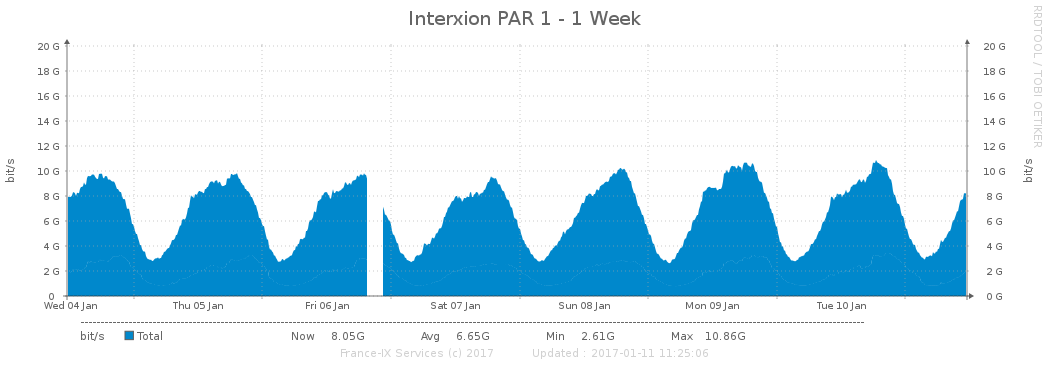 Interxion PAR 1 - 1 Week
RRDTOOL / TOBI OETIKER
bit/s
20 G 20 G
18 G 18 G
16 G 16 G
14 G 14 G
12 G 12 G
10 G 10 G
8 G 8 G
6 G 6 G
4 G 4 G
2 G 2 G
0 0 G
bit/s
Wed 04 Jan Thu 05 Jan Fri 06 Jan Sat 07 Jan Sun 08 Jan Mon 09 Jan Tue 10 Jan
bit/s Total Now 8.05G Avg 6.65G Min 2.61G Max 10.86G
France-IX Services (c) 2017 Updated : 2017-01-11 11:25:06